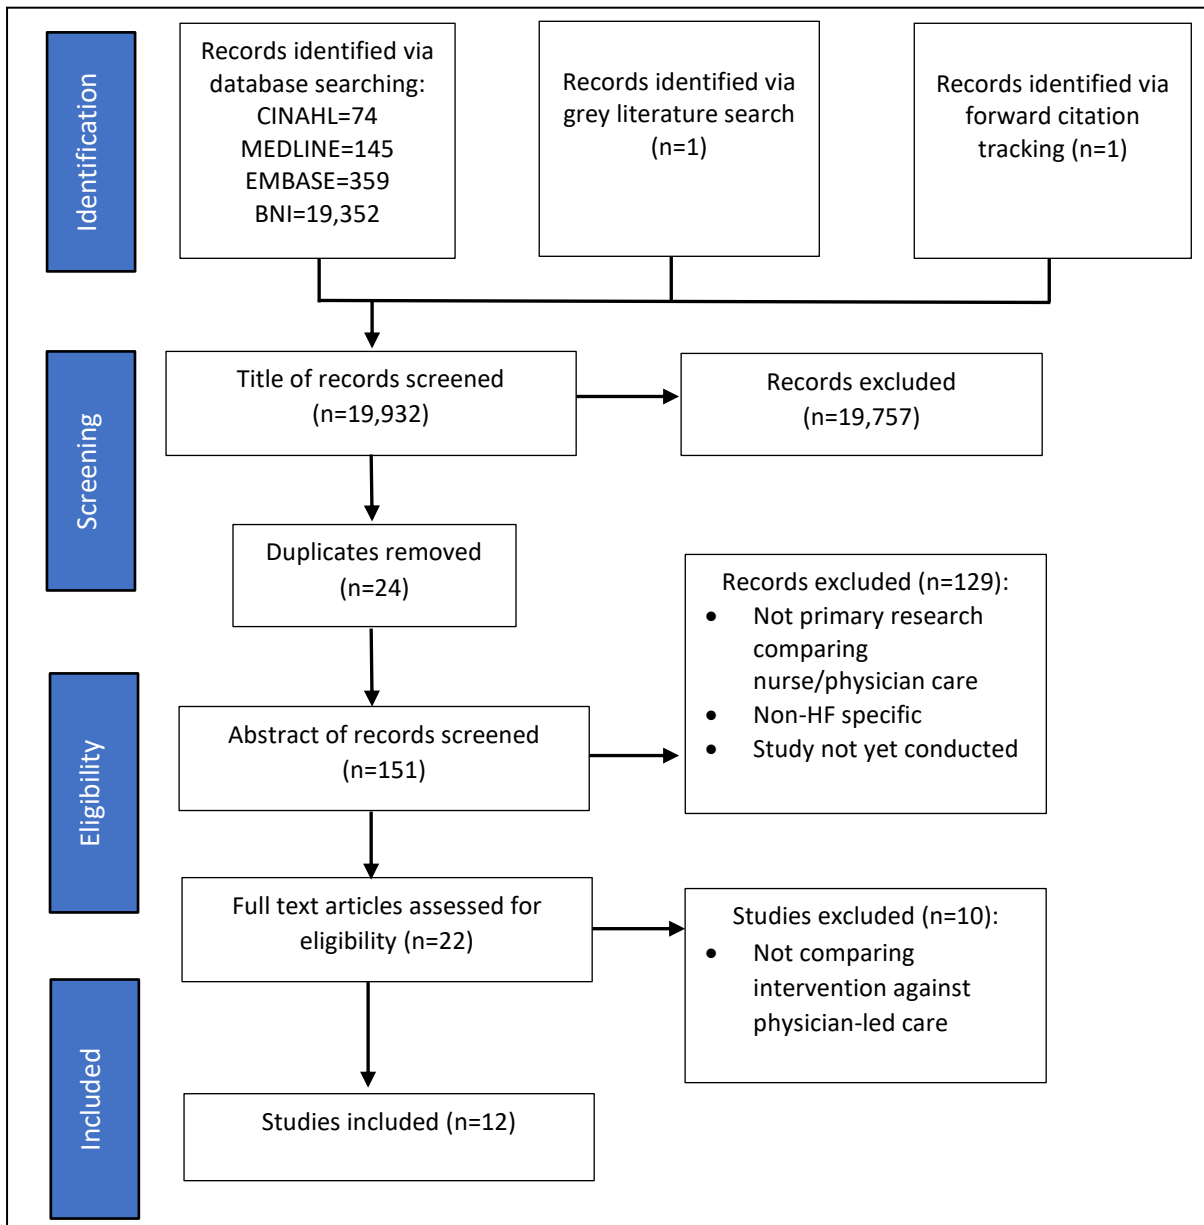 Identification
Records identified via
database searching:
CINAHL=74
MEDLINE=145
EMBASE=359
BNI=19,352
Records identified via
grey literature search
(n=1)
Records identified via
forward citation
tracking (n=1)
Screening
Title of records screened
(n=19,932)
Records excluded
(n=19,757)
Duplicates removed
(n=24)
Eligibility
Abstract of records screened
(n=151)
Records excluded (n=129):
• Not primary research
comparing
nurse/physician care
• Non-HF specific
• Study not yet conducted
Full text articles assessed for
eligibility (n=22)
Studies excluded (n=10):
• Not comparing
intervention against
physician-led care
Included
Studies included (n=12)